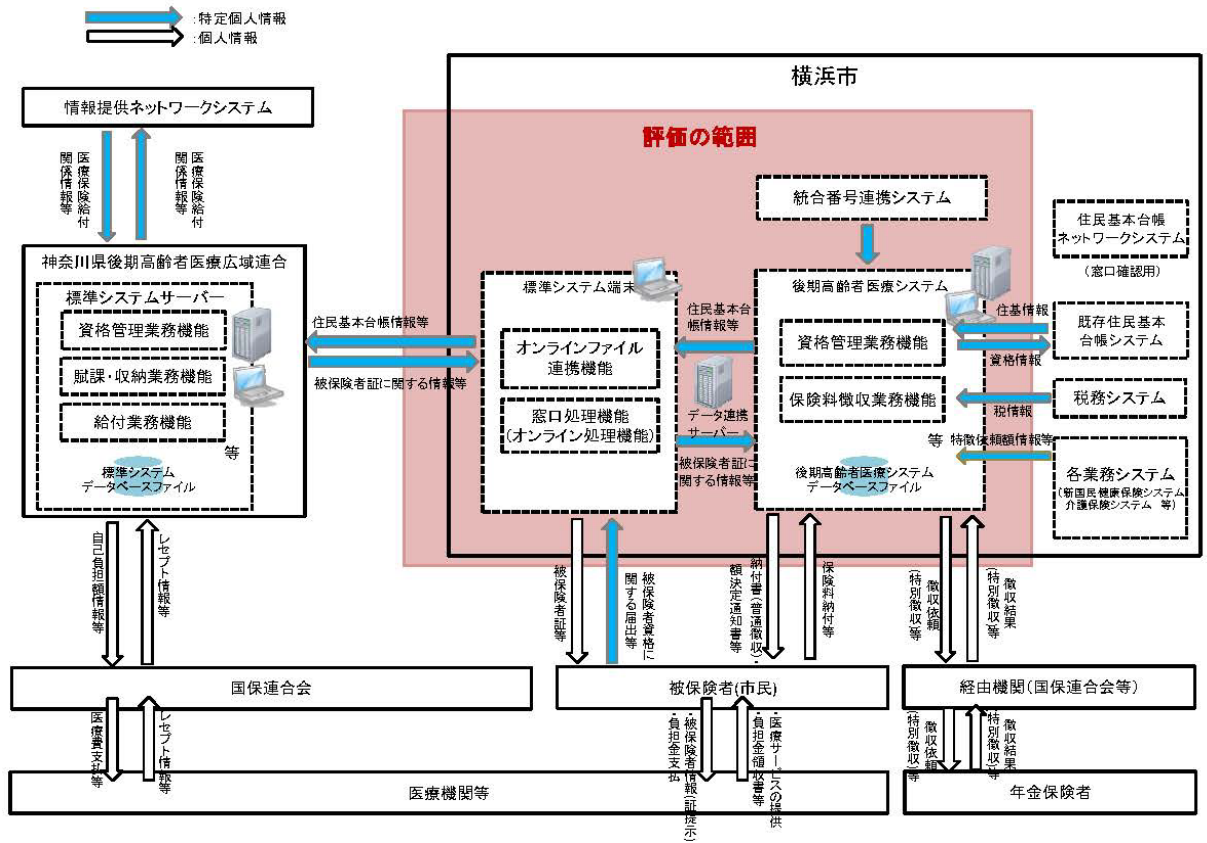 :特定個人情報
:個人情報
情報提供ネットワークシステム
医療保険給付
関係情報等
医療保険給付
関係情報等
神奈川県後期高齢者医療広域連合
標準システムサーバー
資格管理業務機能
賦課・収納業務機能
給付業務機能
等
標準システム
データベースファイル
住民基本台帳情報等
被保険者証に関する情報等
横浜市
評価の範囲
統合番号連携システム
標準システム端末
オンラインファイル
連携機能
窓口処理機能
(オンライン処理機能)
住民基本台
帳情報等
データ連携
サーバー
被保険者証に
関する情報等
後期高齢者医療システム
資格管理業務機能
保険料徴収業務機能
等
後期高齢者医療システム
データベースファイル
住基情報
資格情報
税情報
特徴依頼額情報等
住民基本台帳
ネットワークシステム
(窓口確認用)
既存住民基本
台帳システム
税務システム
各業務システム
(新国民健康保険システム
介護保険システム 等)
自己負担額情報等
レセプト情報等
被保険者証等
被保険者資格に
関する届出等
納付書(普通徴収)・
額決定通知書等
保険料納付等
徴収依頼
(特別徴収)等
徴収結果
(特別徴収)等
国保連合会
被保険者(市民)
経由機関(国保連合会等)
医療費支払等
レセプト情報等
・被保険者情報(証提示)
・負担金支払
・医療サービスの提供
・負担金領収書等
徴収依頼
(特別徴収)等
徴収結果
(特別徴収)等
医療機関等
年金保険者